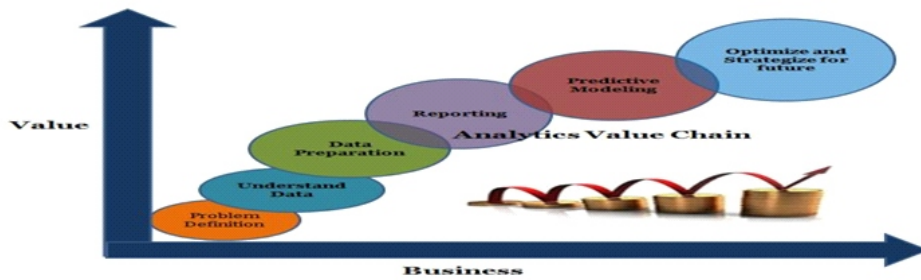 Optimize and
Strategize for
future
Predictive
Modeling
Reporting
Value
Analytics Value Chain
Data
Preparation
Understand
Data
Problem
Definition
Business